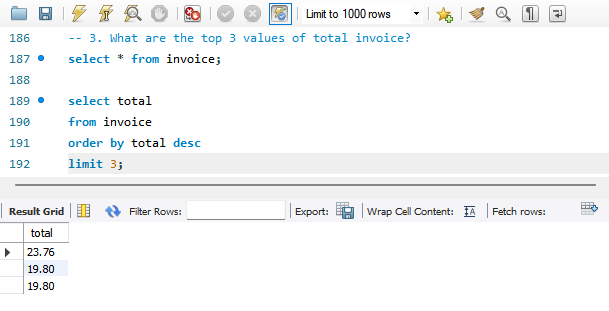 Limit to 1000 rows
186 -- 3. What are the top 3 values of total invoice?
187 select * from invoice;
188
189 select total
190 from invoice
191 order by total desc
192 limit 3;
Result Grid Filter Rows: Export: Wrap Cell Content: IA Fetch rows:
total
23.76
19.80
19.80